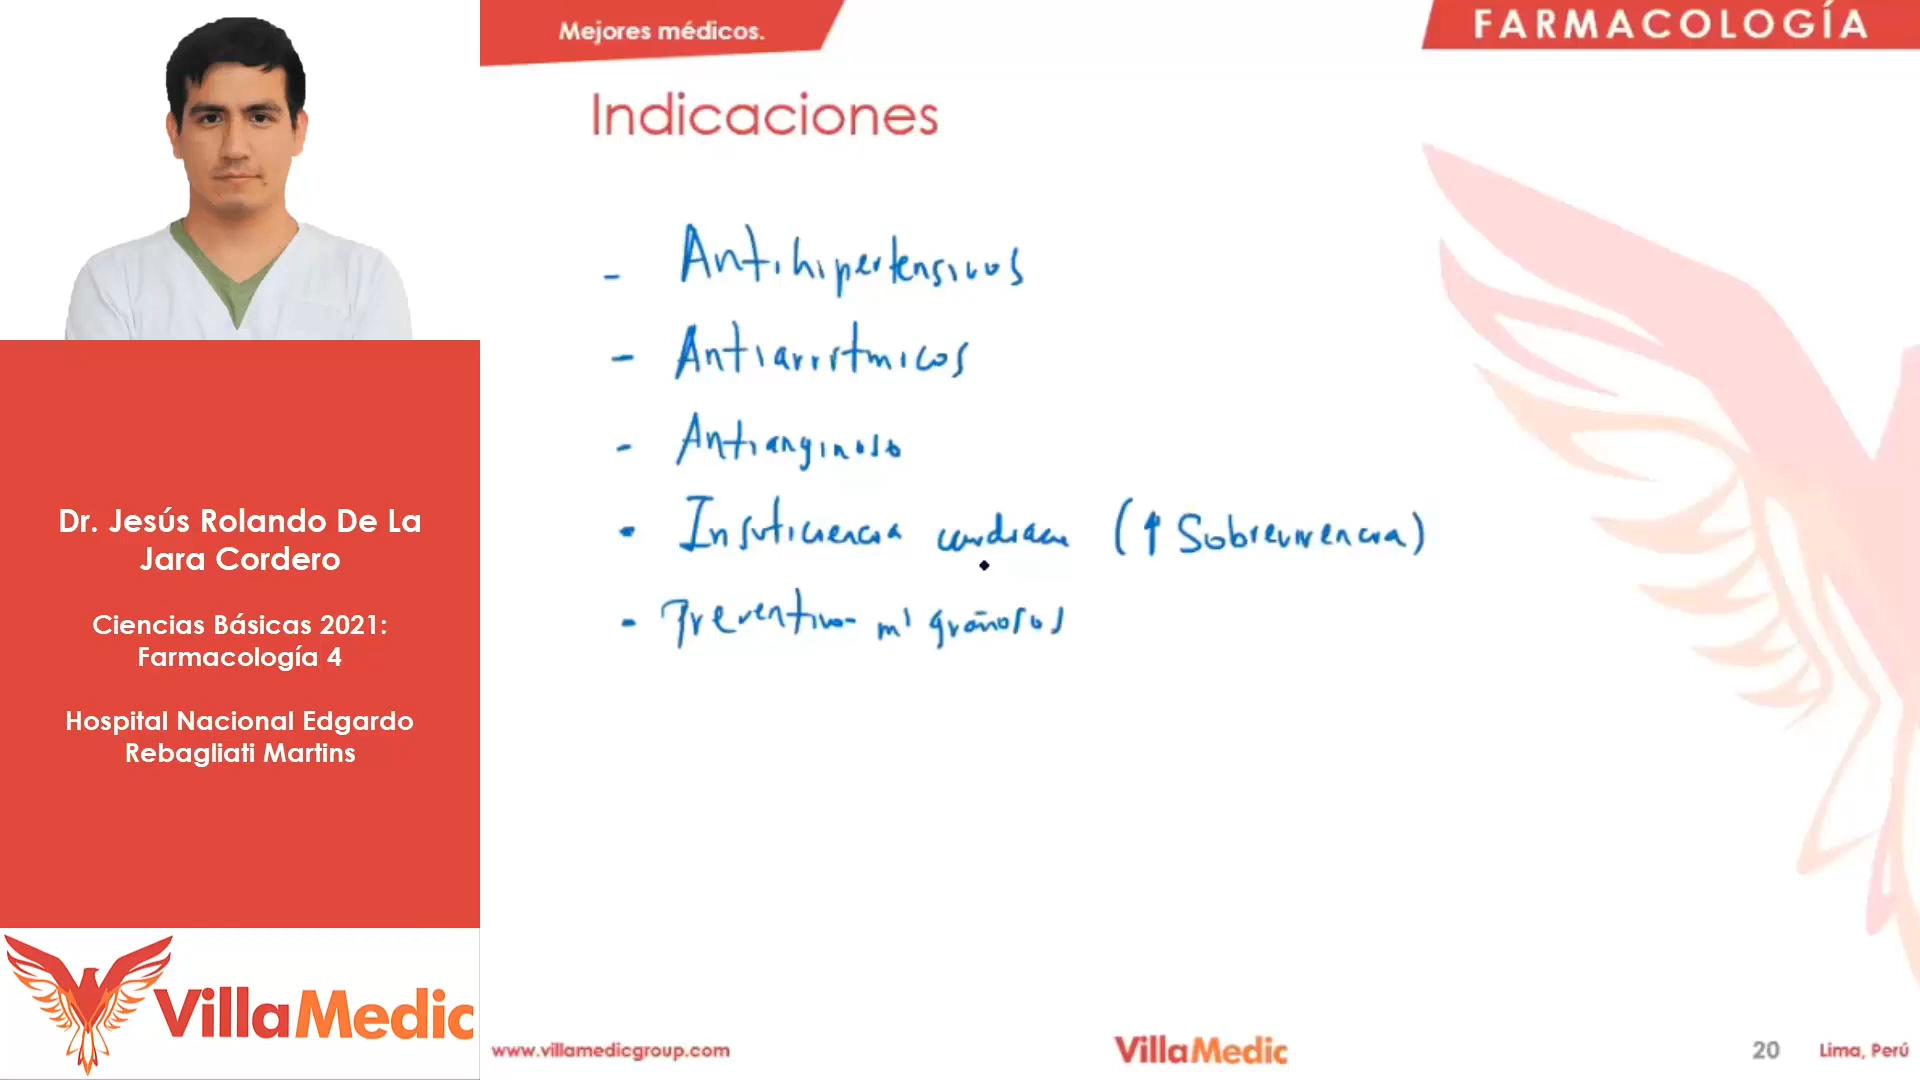 Mejores médicos.
FARMACOLOGÍA
Indicaciones
- Antihipertensivos
- Antiarritmicos
- Antianginoso
- Insuficiencia cardiaca (↑ Sobrevivencia)
- Preventivo- migrañosos
Dr. Jesús Rolando De La
Jara Cordero
Ciencias Básicas 2021:
Farmacología 4
Hospital Nacional Edgardo
Rebagliati Martins
VillaMedic
www.villamedicgroup.com
VillaMedic
20
Lima, Perú